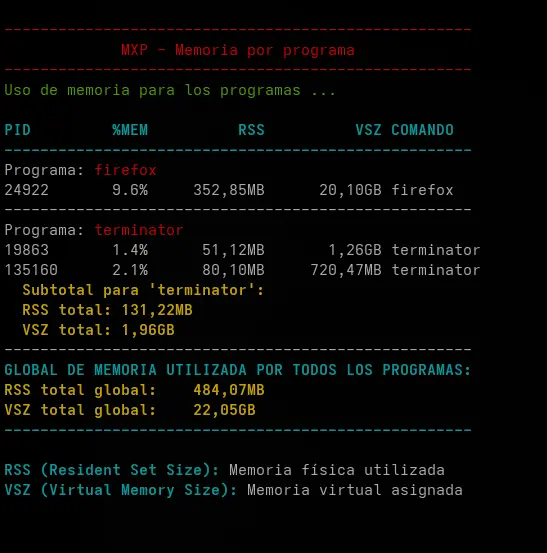 ----------------------------------------------------
MXP - Memoria por programa
----------------------------------------------------
Uso de memoria para los programas ...
PID %MEM RSS VSZ COMANDO
----------------------------------------------------
Programa: firefox
24922 9.6% 352,85MB 20,10GB firefox
----------------------------------------------------
Programa: terminator
19863 1.4% 51,12MB 1,26GB terminator
135160 2.1% 80,10MB 720,47MB terminator
Subtotal para 'terminator':
RSS total: 131,22MB
VSZ total: 1,96GB
----------------------------------------------------
GLOBAL DE MEMORIA UTILIZADA POR TODOS LOS PROGRAMAS:
RSS total global: 484,07MB
VSZ total global: 22,05GB
----------------------------------------------------
RSS (Resident Set Size): Memoria física utilizada
VSZ (Virtual Memory Size): Memoria virtual asignada